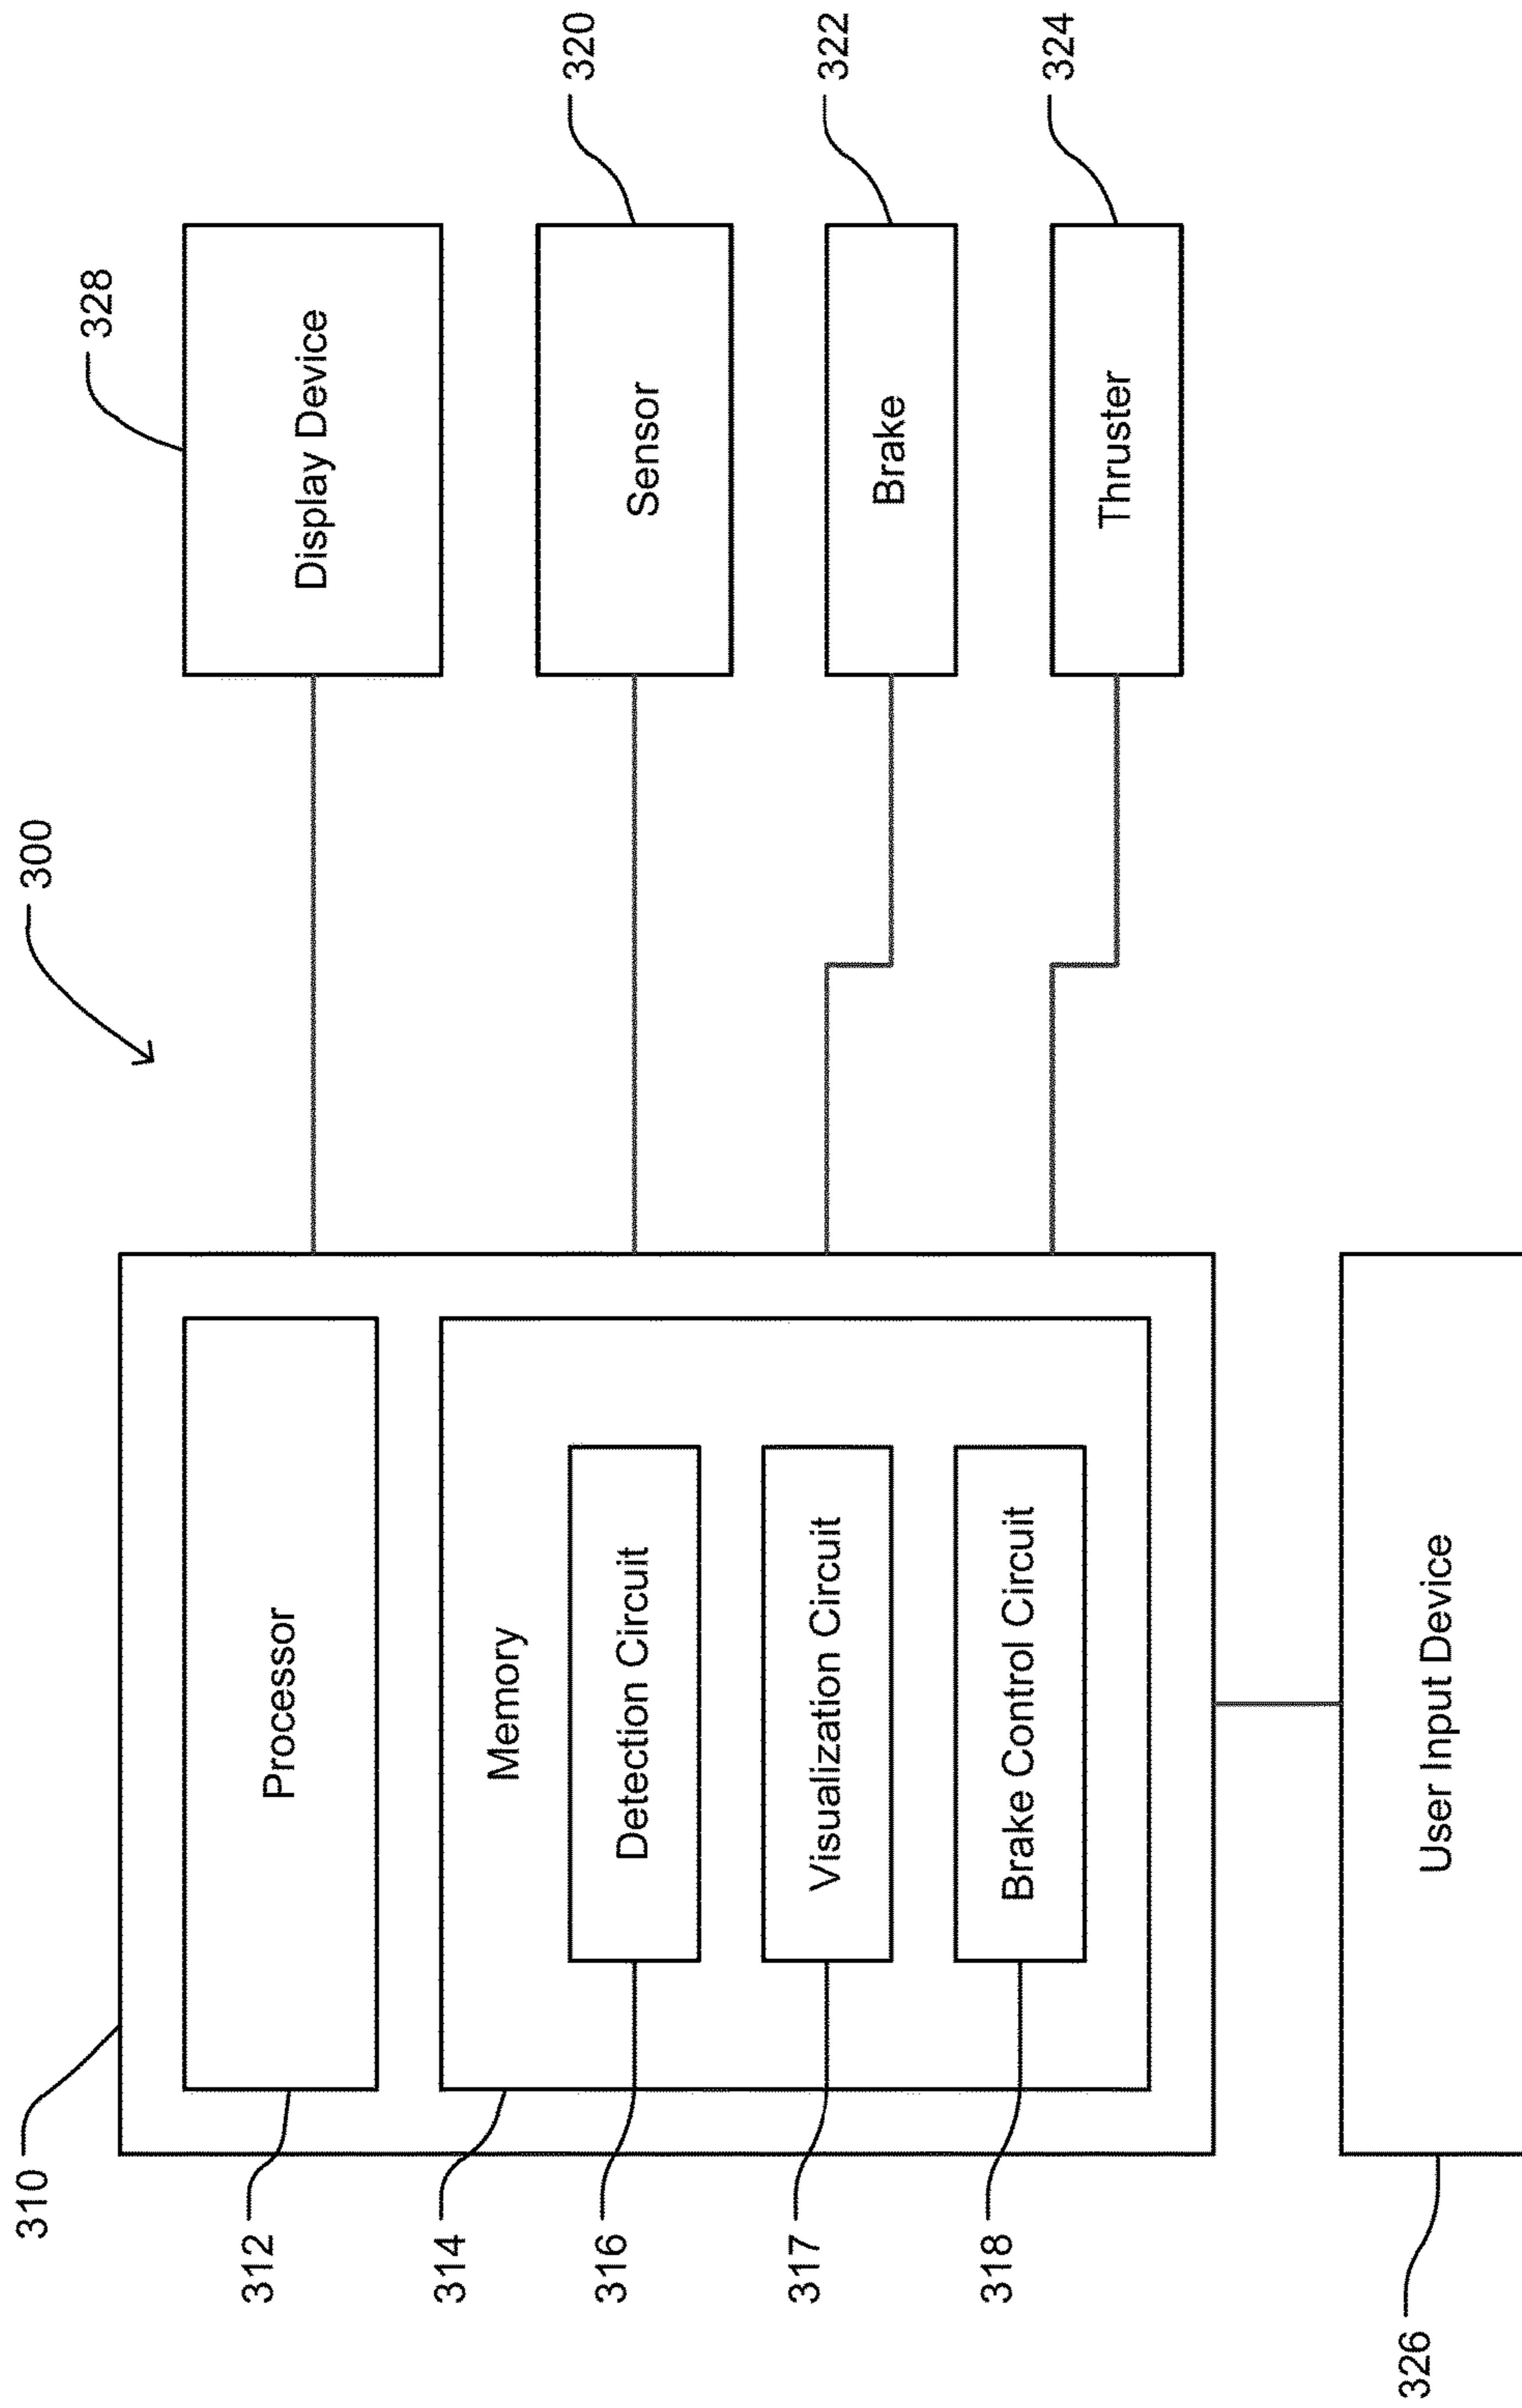 300
310
328
Display Device
312
Processor
314
Memory
320
Sensor
316
Detection Circuit
317
Visualization Circuit
322
Brake
318
Brake Control Circuit
324
Thruster
326
User Input Device